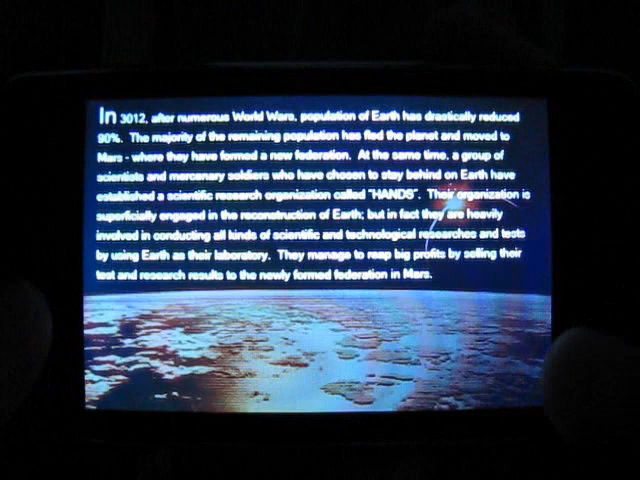 In 3012, after numerous World Wars, population of Earth has drastically reduced
90%. The majority of the remaining population has fled the planet and moved to
Mars - where they have formed a new federation. At the same time, a group of
scientists and mercenary soldiers who have chosen to stay behind on Earth have
established a scientific research organization called "HANDS". Their organization is
superficially engaged in the reconstruction of Earth; but in fact they are heavily
involved in conducting all kinds of scientific and technological researches and tests
by using Earth as their laboratory. They manage to reap big profits by selling their
test and research results to the newly formed federation in Mars.